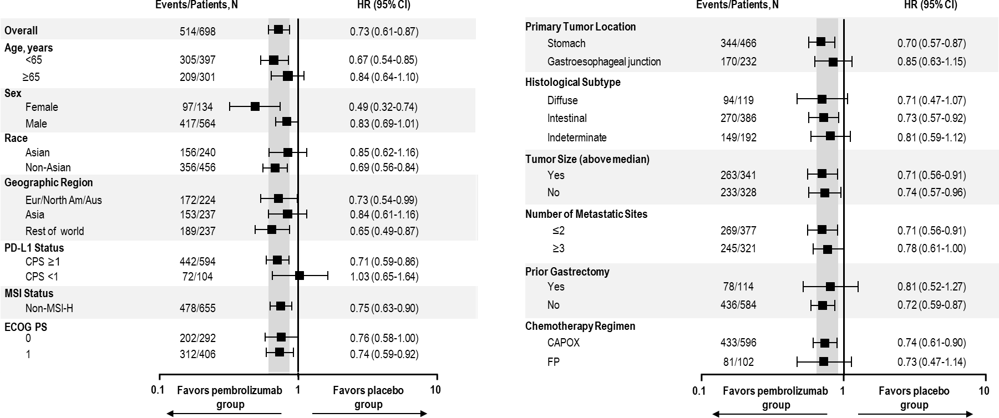 Events/Patients, N HR (95% CI)
Overall 514/698 0.73 (0.61-0.87)
Age, years
<65 305/397 0.67 (0.54-0.85)
≥65 209/301 0.84 (0.64-1.10)
Sex
Female 97/134 0.49 (0.32-0.74)
Male 417/564 0.83 (0.69-1.01)
Race
Asian 156/240 0.85 (0.62-1.16)
Non-Asian 356/456 0.69 (0.56-0.84)
Geographic Region
Eur/North Am/Aus 172/224 0.73 (0.54-0.99)
Asia 153/237 0.84 (0.61-1.16)
Rest of world 189/237 0.65 (0.49-0.87)
PD-L1 Status
CPS ≥1 442/594 0.71 (0.59-0.86)
CPS <1 72/104 1.03 (0.65-1.64)
MSI Status
Non-MSI-H 478/655 0.75 (0.63-0.90)
ECOG PS
0 202/292 0.76 (0.58-1.00)
1 312/406 0.74 (0.59-0.92)
0.1 Favors pembrolizumab 1 Favors placebo 10
group group
Events/Patients, N HR (95% CI)
Primary Tumor Location
Stomach 344/466 0.70 (0.57-0.87)
Gastroesophageal junction 170/232 0.85 (0.63-1.15)
Histological Subtype
Diffuse 94/119 0.71 (0.47-1.07)
Intestinal 270/386 0.73 (0.57-0.92)
Indeterminate 149/192 0.81 (0.59-1.12)
Tumor Size (above median)
Yes 263/341 0.71 (0.56-0.91)
No 233/328 0.74 (0.57-0.96)
Number of Metastatic Sites
≤2 269/377 0.71 (0.56-0.91)
≥3 245/321 0.78 (0.61-1.00)
Prior Gastrectomy
Yes 78/114 0.81 (0.52-1.27)
No 436/584 0.72 (0.59-0.87)
Chemotherapy Regimen
CAPOX 433/596 0.74 (0.61-0.90)
FP 81/102 0.73 (0.47-1.14)
0.1 Favors pembrolizumab 1 Favors placebo 10
group group